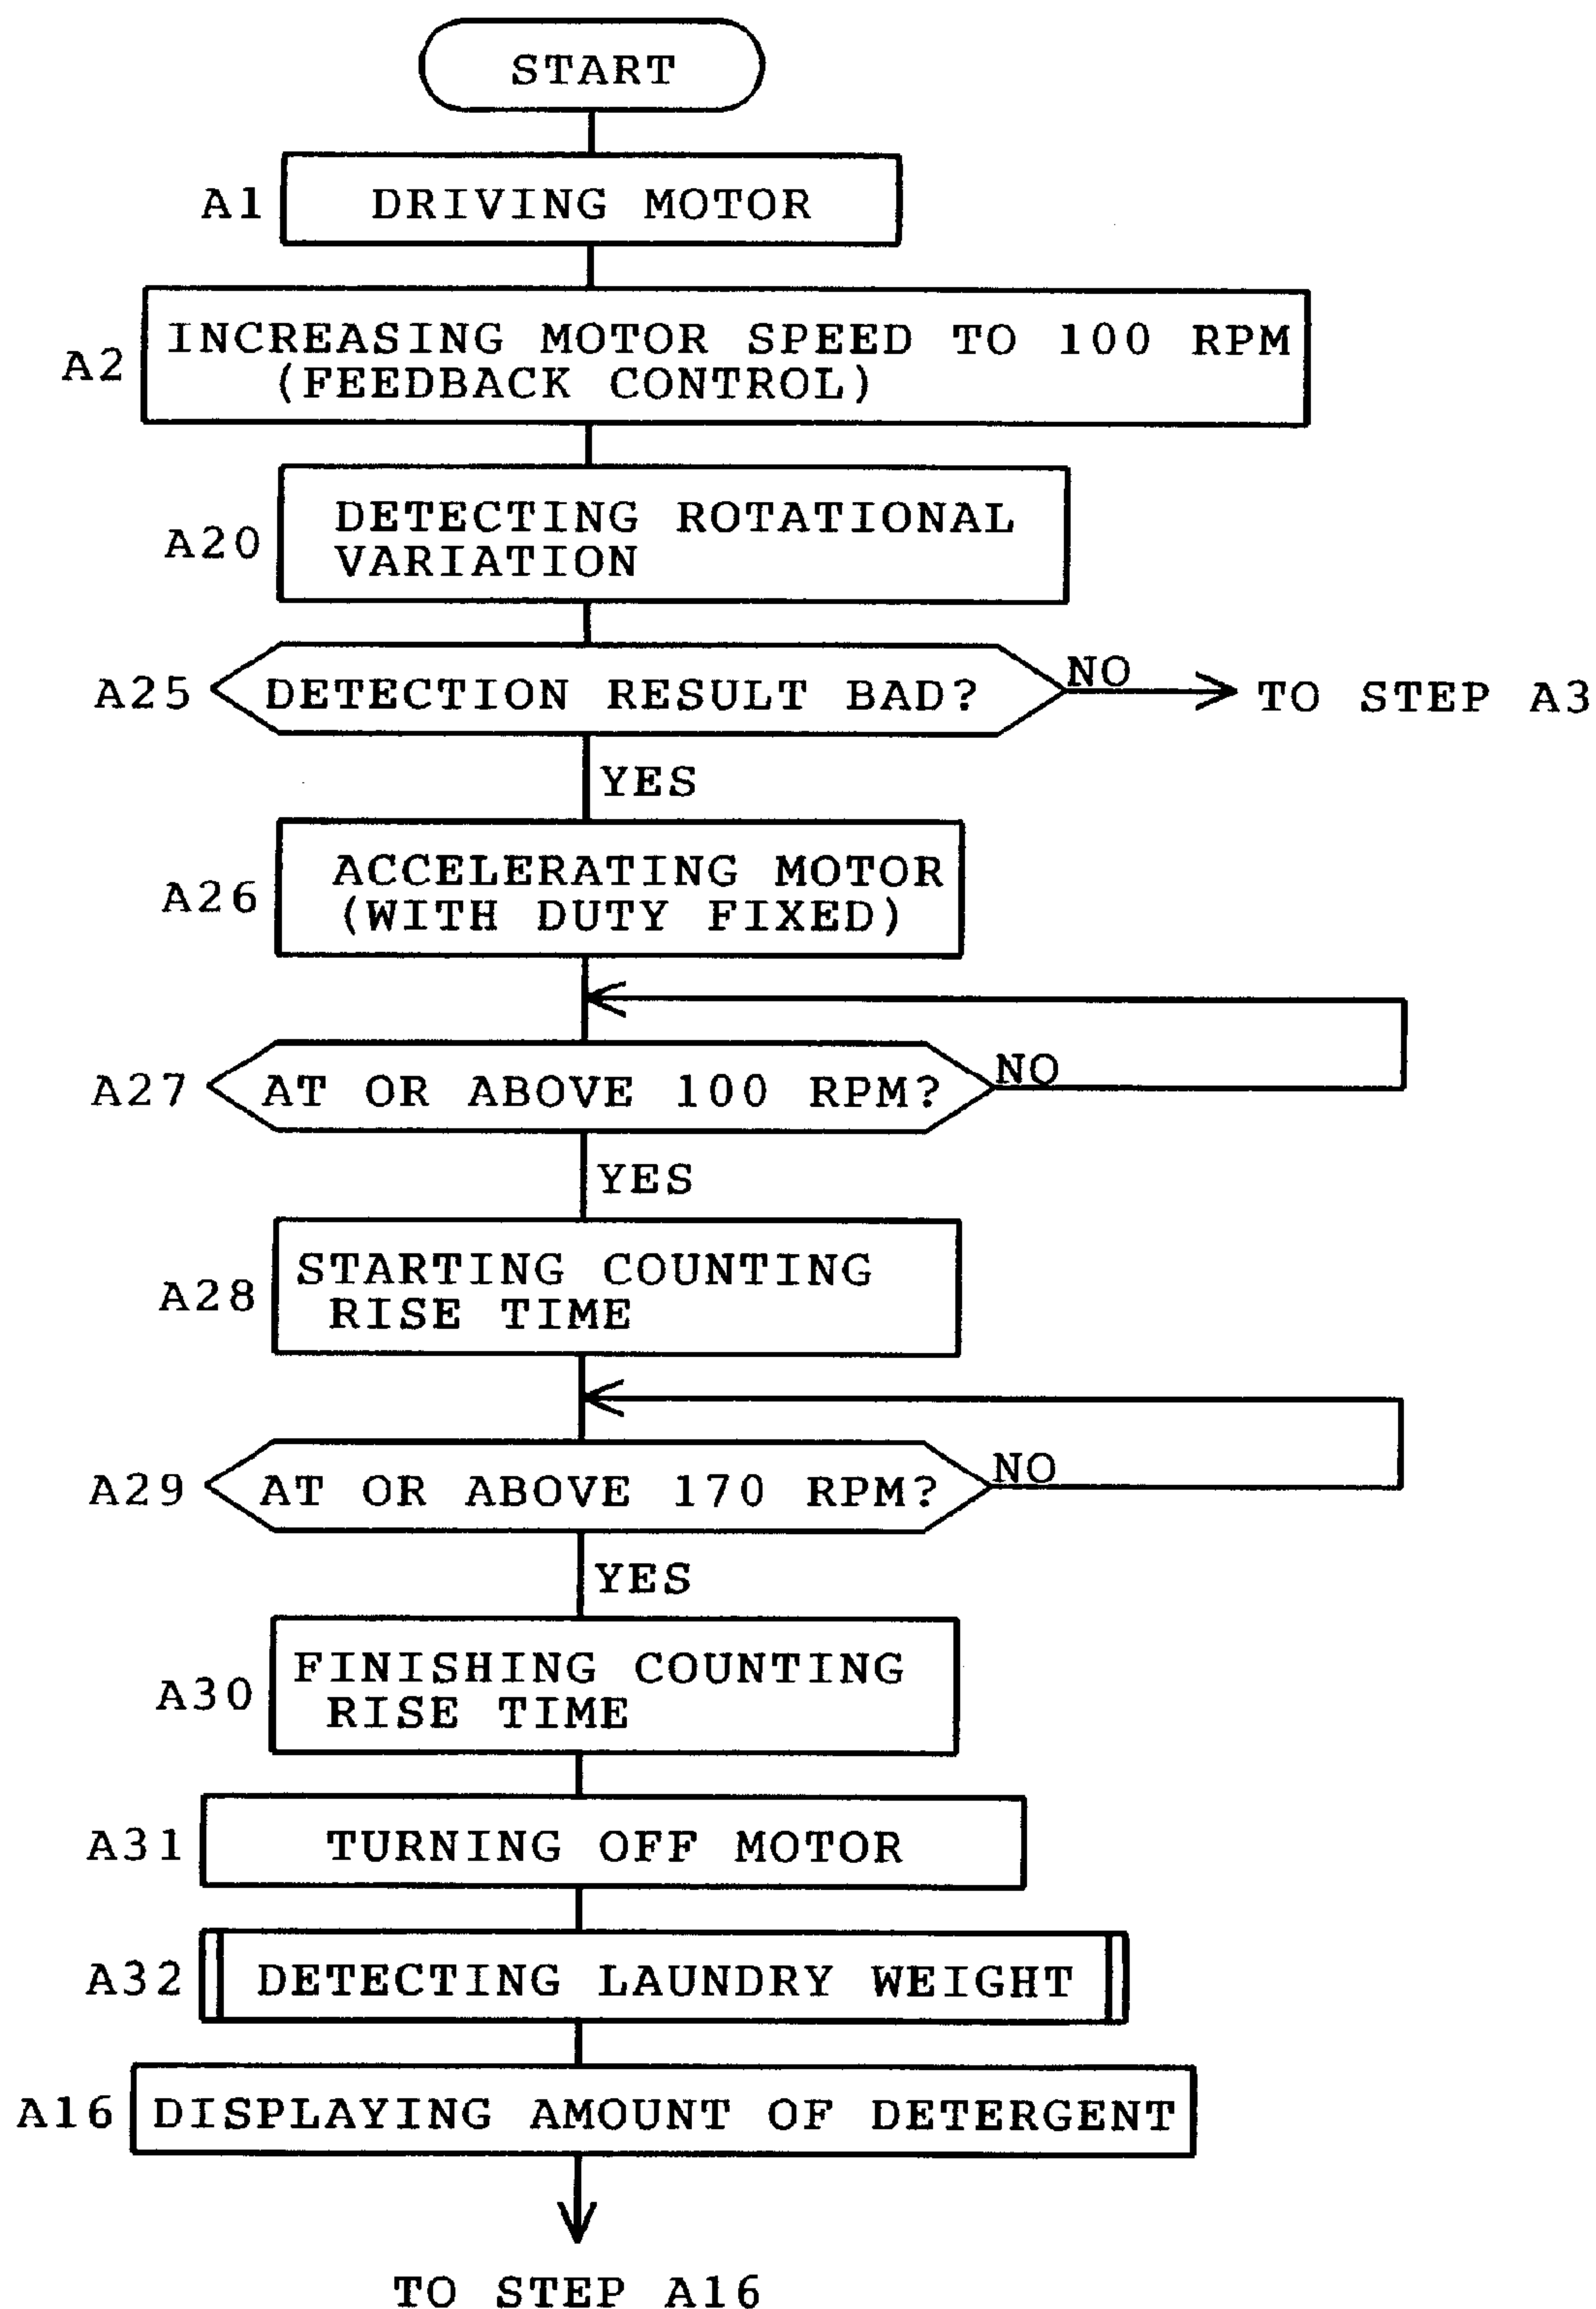 START
A1 DRIVING MOTOR
A2 INCREASING MOTOR SPEED TO 100 RPM
(FEEDBACK CONTROL)
A20 DETECTING ROTATIONAL
VARIATION
A25 DETECTION RESULT BAD? NO TO STEP A3
YES
A26 ACCELERATING MOTOR
(WITH DUTY FIXED)
A27 AT OR ABOVE 100 RPM? NO
YES
A28 STARTING COUNTING
RISE TIME
A29 AT OR ABOVE 170 RPM? NO
YES
A30 FINISHING COUNTING
RISE TIME
A31 TURNING OFF MOTOR
A32 DETECTING LAUNDRY WEIGHT
A16 DISPLAYING AMOUNT OF DETERGENT
TO STEP A16